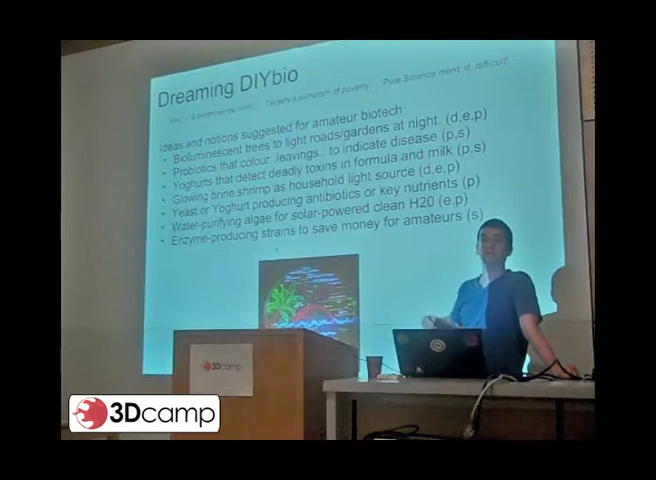 Dreaming DIYbio
Targets a symptom of poverty Pure Science ment; d; difficult!
Ideas and notions suggested for amateur biotech:
Bioluminescent trees to light roads/gardens at night. (d,e,p)
Probiotics that colour..leavings.. to indicate disease (p,s)
Yoghurts that detect deadly toxins in formula and milk (p,s)
Glowing brine shrimp as household light source (d,e,p)
Yeast or Yoghurt producing antibiotics or key nutrients (p)
Water-purifying algae for solar-powered clean H20 (e,p)
Enzyme-producing strains to save money for amateurs (s)
3Dcamp
3Dcamp